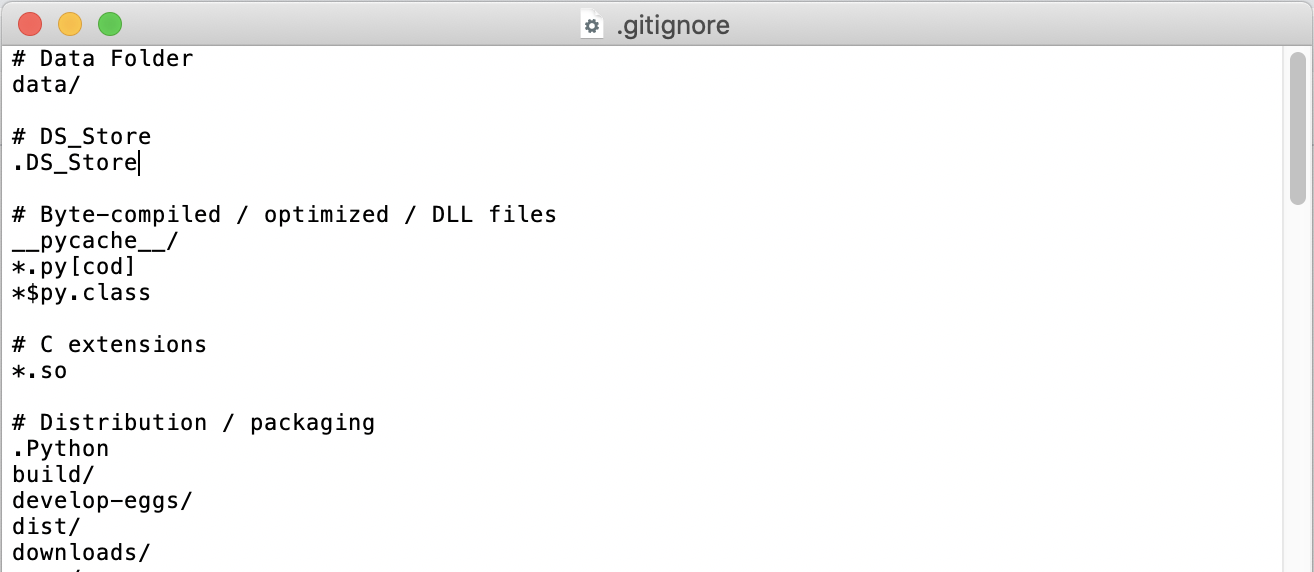 .gitignore
# Data Folder
data/
# DS_Store
.DS_Store
# Byte-compiled / optimized / DLL files
__pycache__/
*.py[cod]
*$py.class
# C extensions
*.so
# Distribution / packaging
.Python
build/
develop-eggs/
dist/
downloads/